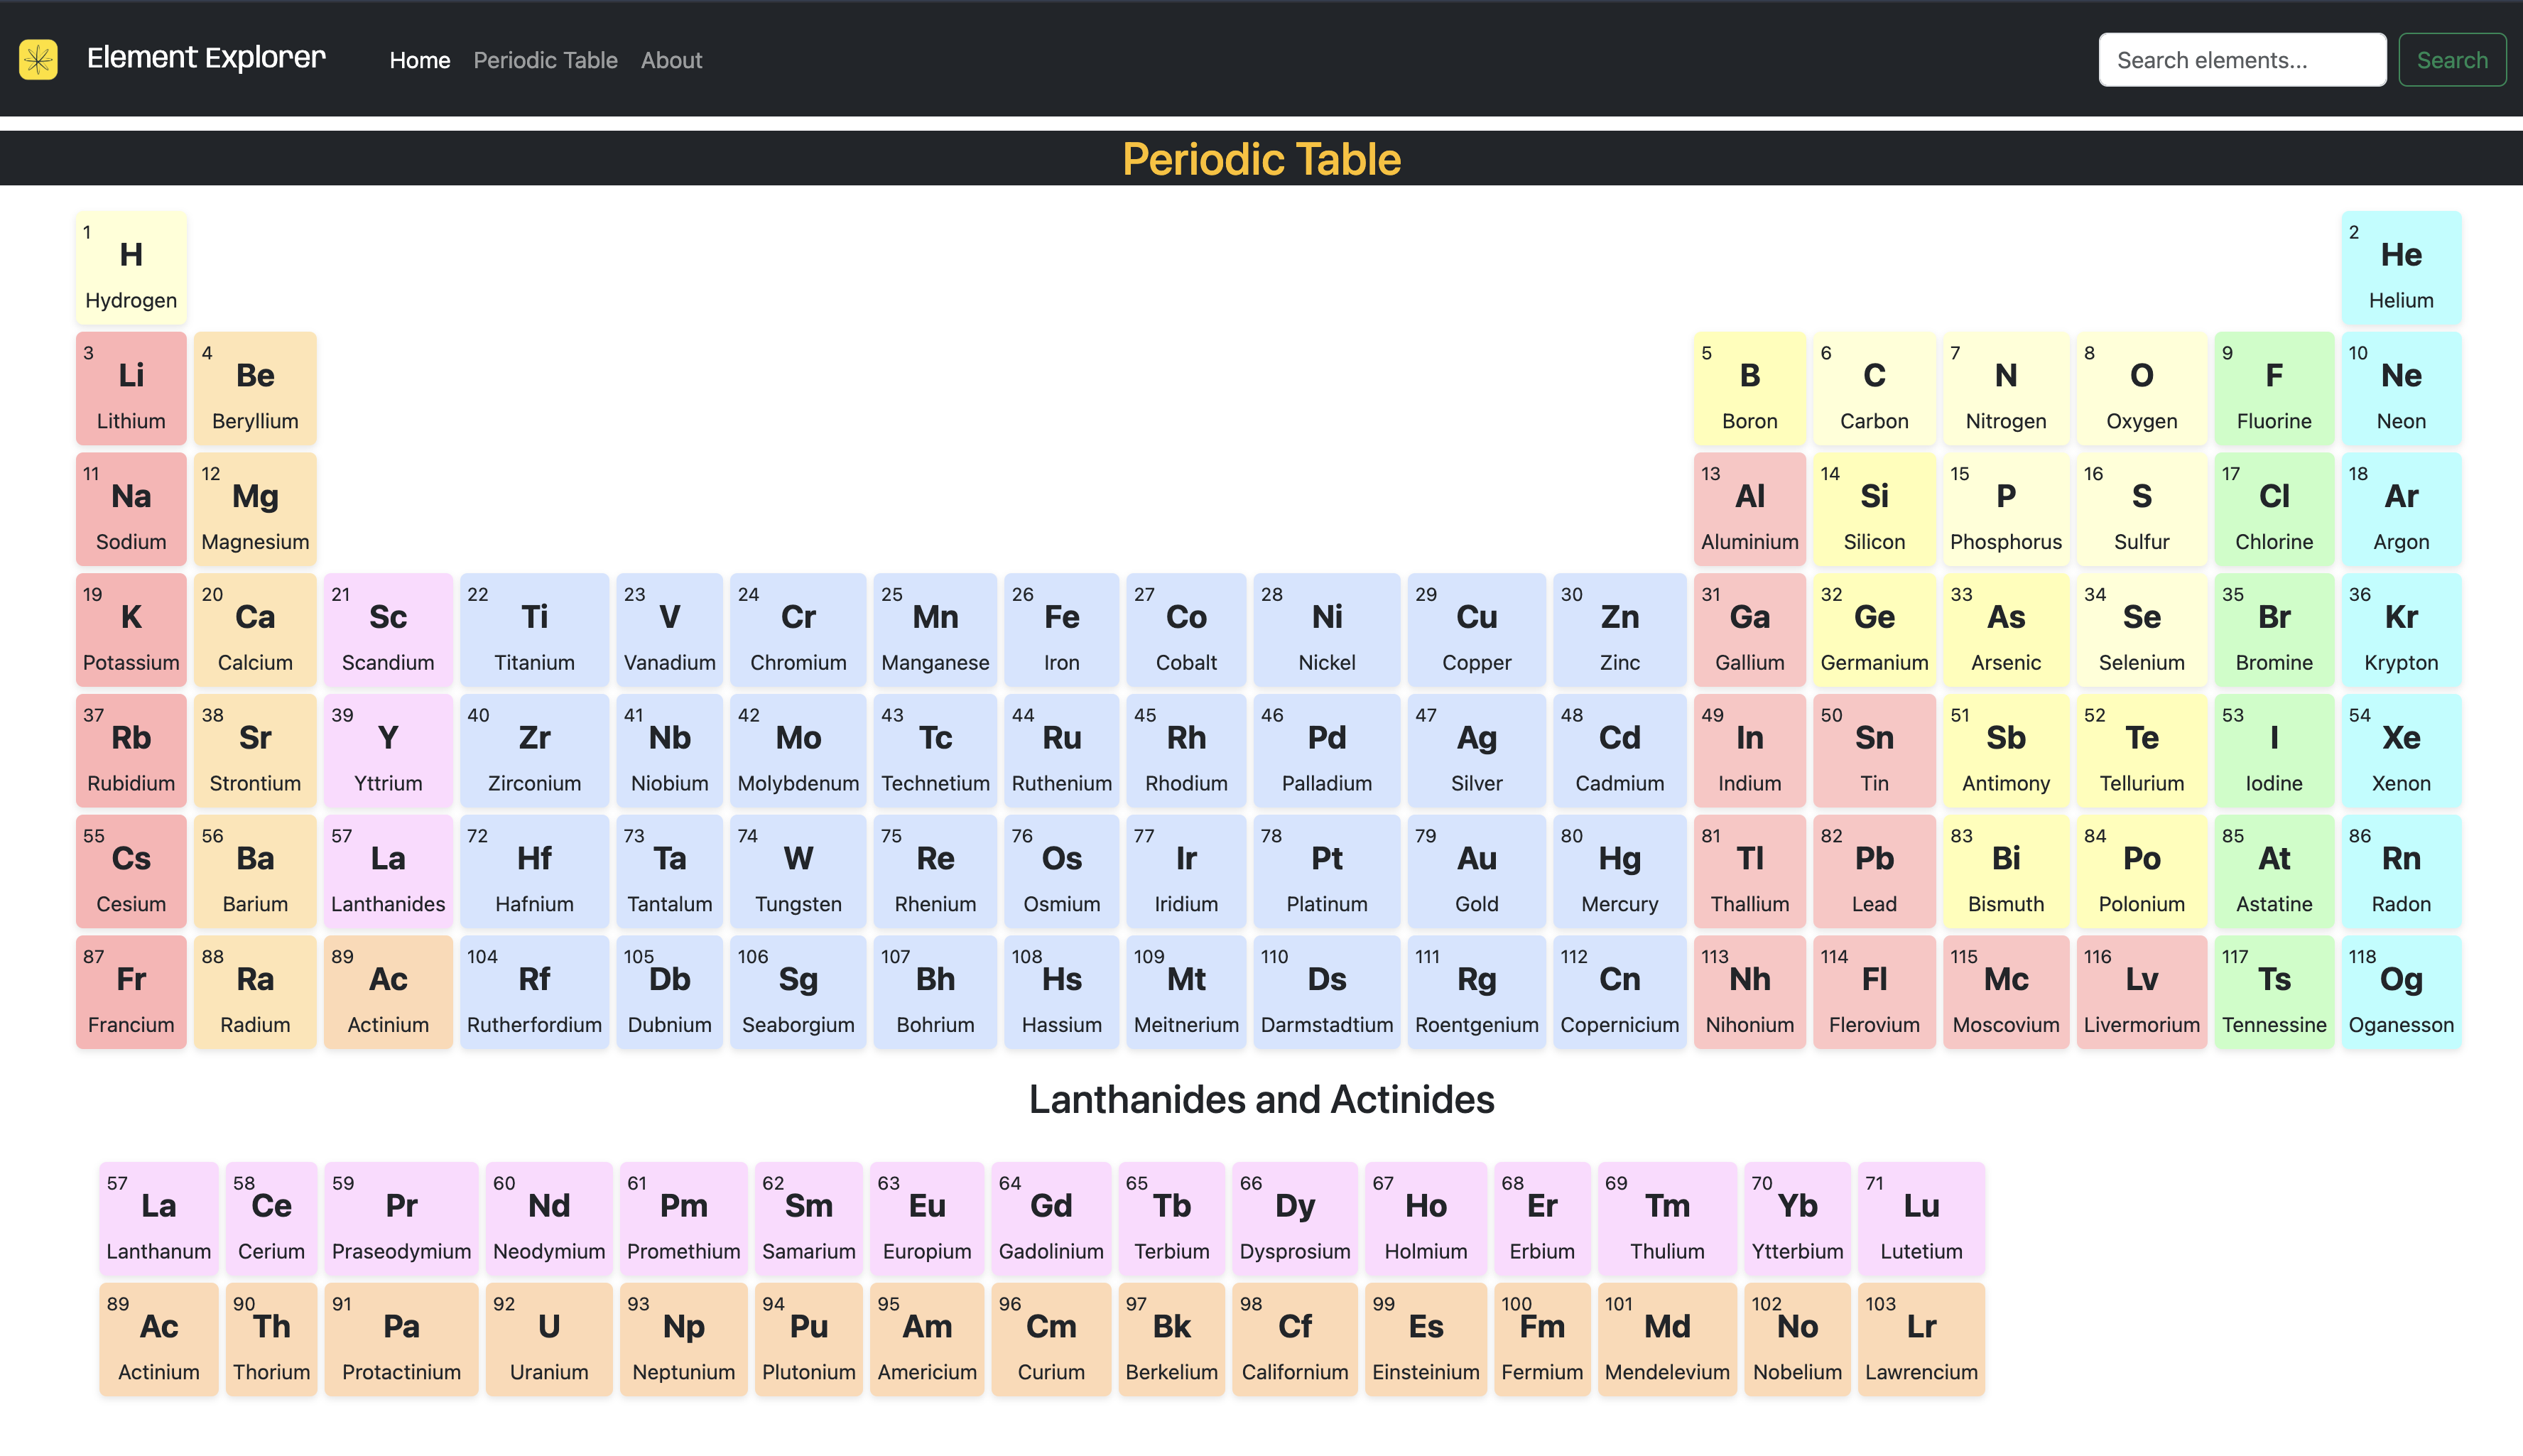 Element Explorer Home Periodic Table About Search elements... Search
Periodic Table
1 2
H He
Hydrogen Helium
3 4 5 6 7 8 9 10
Li Be B C N O F Ne
Lithium Beryllium Boron Carbon Nitrogen Oxygen Fluorine Neon
11 12 13 14 15 16 17 18
Na Mg Al Si P S Cl Ar
Sodium Magnesium Aluminium Silicon Phosphorus Sulfur Chlorine Argon
19 20 21 22 23 24 25 26 27 28 29 30 31 32 33 34 35 36
K Ca Sc Ti V Cr Mn Fe Co Ni Cu Zn Ga Ge As Se Br Kr
Potassium Calcium Scandium Titanium Vanadium Chromium Manganese Iron Cobalt Nickel Copper Zinc Gallium Germanium Arsenic Selenium Bromine Krypton
37 38 39 40 41 42 43 44 45 46 47 48 49 50 51 52 53 54
Rb Sr Y Zr Nb Mo Tc Ru Rh Pd Ag Cd In Sn Sb Te I Xe
Rubidium Strontium Yttrium Zirconium Niobium Molybdenum Technetium Ruthenium Rhodium Palladium Silver Cadmium Indium Tin Antimony Tellurium Iodine Xenon
55 56 57 72 73 74 75 76 77 78 79 80 81 82 83 84 85 86
Cs Ba La Hf Ta W Re Os Ir Pt Au Hg Tl Pb Bi Po At Rn
Cesium Barium Lanthanides Hafnium Tantalum Tungsten Rhenium Osmium Iridium Platinum Gold Mercury Thallium Lead Bismuth Polonium Astatine Radon
87 88 89 104 105 106 107 108 109 110 111 112 113 114 115 116 117 118
Fr Ra Ac Rf Db Sg Bh Hs Mt Ds Rg Cn Nh Fl Mc Lv Ts Og
Francium Radium Actinium Rutherfordium Dubnium Seaborgium Bohrium Hassium Meitnerium Darmstadtium Roentgenium Copernicium Nihonium Flerovium Moscovium Livermorium Tennessine Oganesson
Lanthanides and Actinides
57 58 59 60 61 62 63 64 65 66 67 68 69 70 71
La Ce Pr Nd Pm Sm Eu Gd Tb Dy Ho Er Tm Yb Lu
Lanthanum Cerium Praseodymium Neodymium Promethium Samarium Europium Gadolinium Terbium Dysprosium Holmium Erbium Thulium Ytterbium Lutetium
89 90 91 92 93 94 95 96 97 98 99 100 101 102 103
Ac Th Pa U Np Pu Am Cm Bk Cf Es Fm Md No Lr
Actinium Thorium Protactinium Uranium Neptunium Plutonium Americium Curium Berkelium Californium Einsteinium Fermium Mendelevium Nobelium Lawrencium